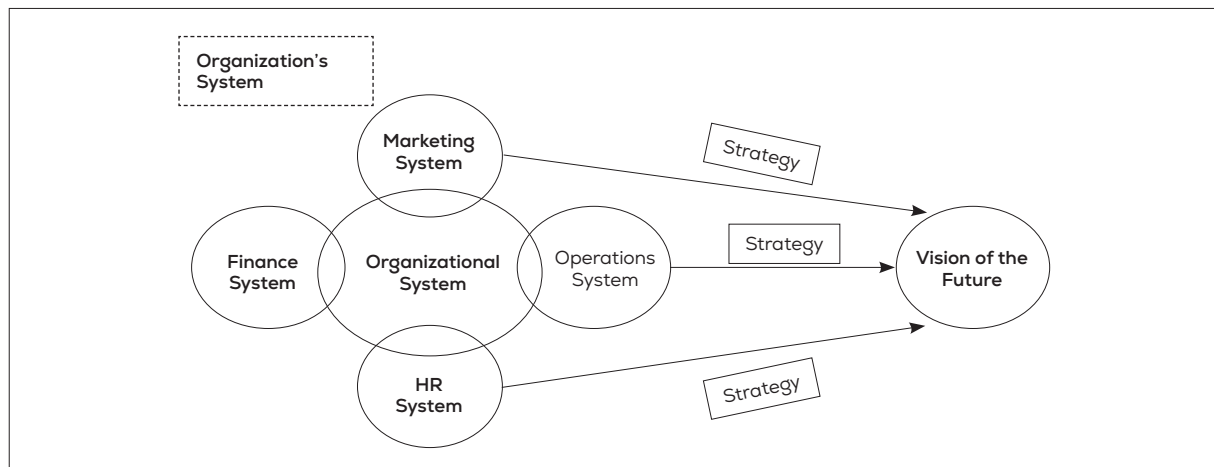 Organization’s
System
Marketing
System
Strategy
Finance
System
Organizational
System
Operations
System
Strategy
Vision of the
Future
HR
System
Strategy